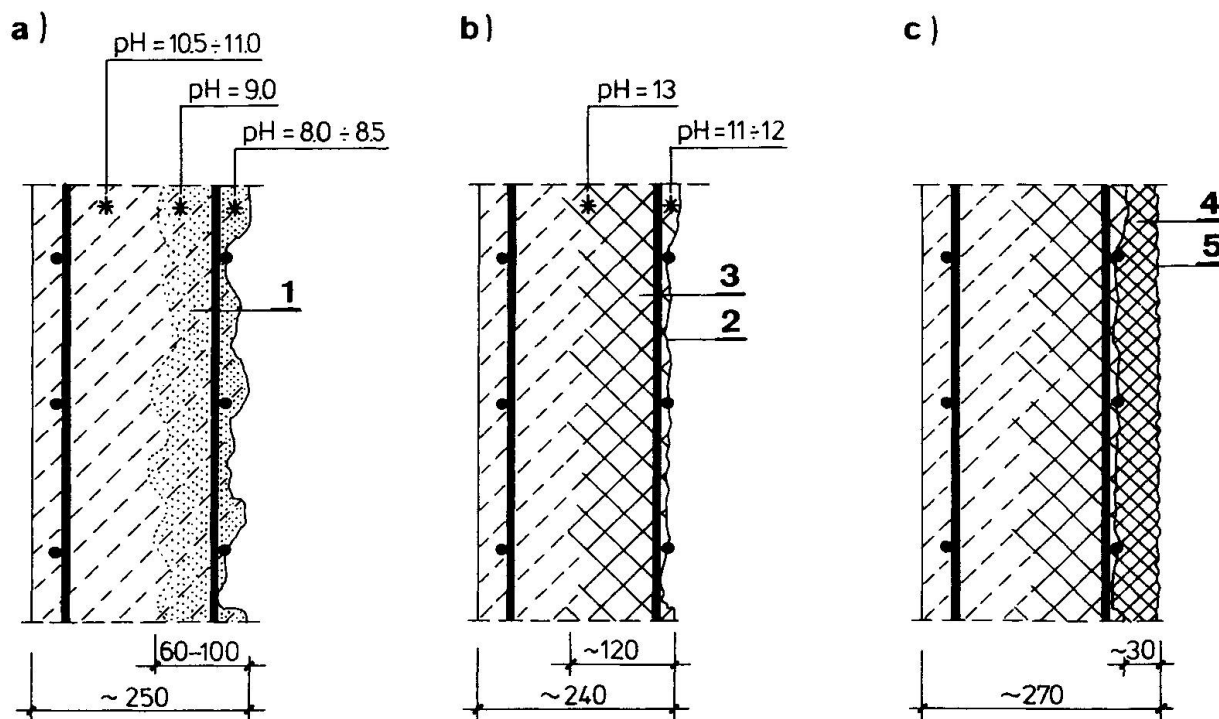 a)
pH = 10.5÷11.0
pH = 9.0
pH = 8.0 ÷ 8.5
1
60-100
~ 250
b)
pH = 13
pH = 11 ÷ 12
3
2
~120
~ 240
c)
4
5
~30
~ 270